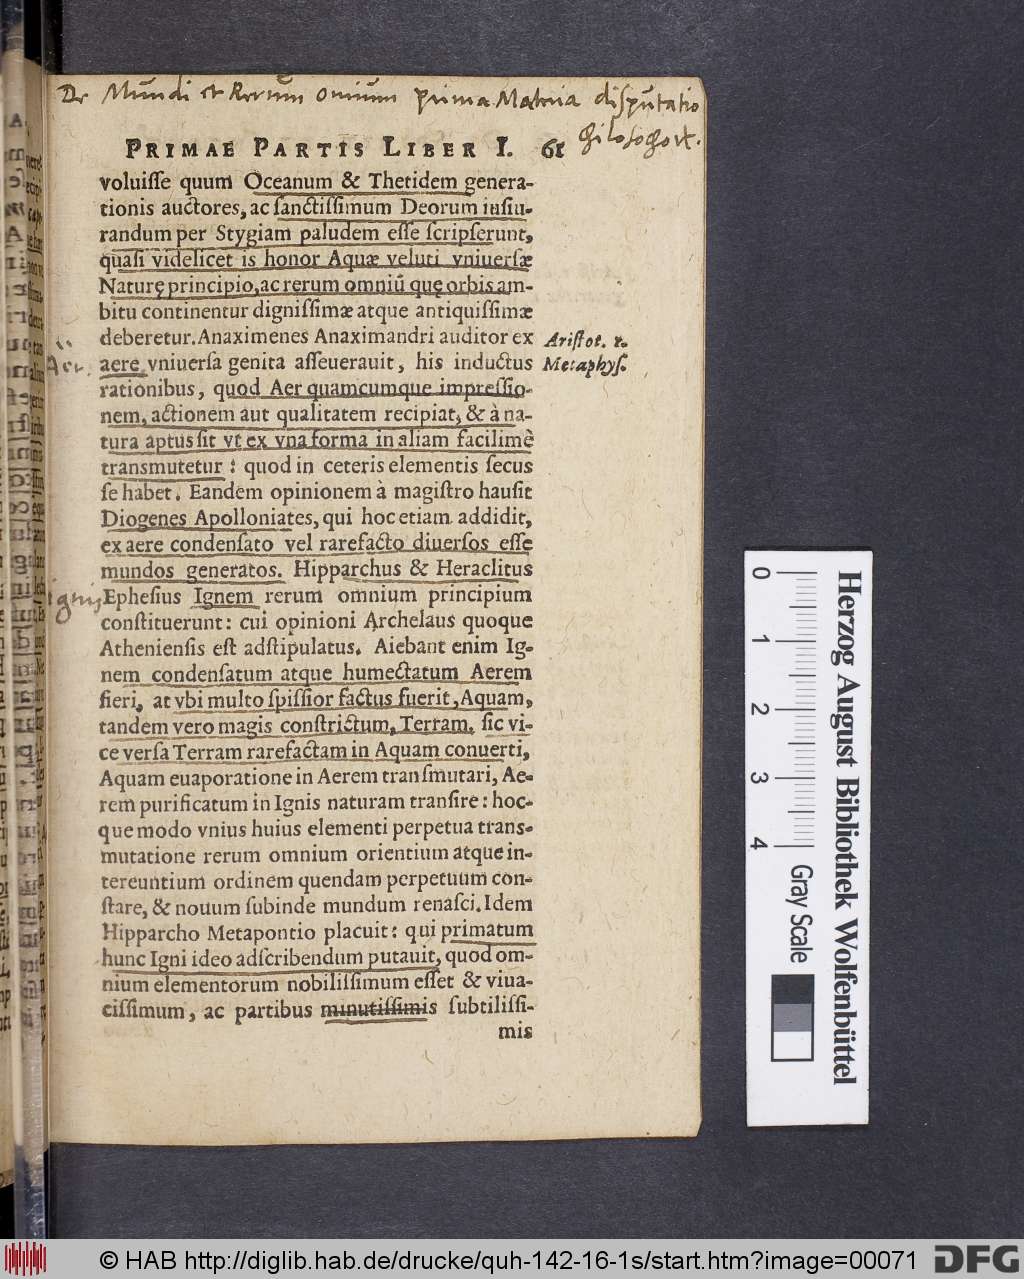 De Mundi et Rerum omnium prima Materia disputatio
philosophor.
PRIMAE PARTIS LIBER I. 61
voluiſſe quum Oceanum & Thetidem genera-
tionis auctores, ac ſanctiſſimum Deorum iuſiu-
randum per Stygiam paludem eſſe ſcripſerunt,
quaſi videlicet is honor Aquæ veluti vniuerſæ
Naturę principio, ac rerum omniũ quę orbis am-
bitu continentur digniſſimæ atque antiquiſſimæ
deberetur. Anaximenes Anaximandri auditor ex
Ariſtot. 1.
aere vniuerſa genita aſſeuerauit, his inductus
Aer.
Metaphyſ.
rationibus, quod Aer quamcumque impreſſio-
nem, actionem aut qualitatem recipiat, & à na-
tura aptus ſit vt ex vna forma in aliam facilimè
transmutetur: quod in ceteris elementis ſecus
ſe habet. Eandem opinionem à magiſtro hauſit
Diogenes Apolloniates, qui hoc etiam addidit,
ex aere condenſato vel rarefacto diuerſos eſſe
mundos generatos. Hipparchus & Heraclitus
Ignis
Epheſius Ignem rerum omnium principium
conſtituerunt: cui opinioni Archelaus quoque
Athenienſis eſt adſtipulatus. Aiebant enim Ig-
nem condenſatum atque humectatum Aerem
fieri, at vbi multo ſpiſſior factus fuerit, Aquam,
tandem vero magis conſtrictum, Terram. ſic vi-
ce verſa Terram rarefactam in Aquam conuerti,
Aquam euaporatione in Aerem tranſmutari, Ae-
rem purificatum in Ignis naturam tranſire: hoc-
que modo vnius huius elementi perpetua trans-
mutatione rerum omnium orientium atque in-
tereuntium ordinem quendam perpetuum con-
ſtare, & nouum ſubinde mundum renaſci. Idem
Hipparcho Metapontio placuit: qui primatum
hunc Igni ideo adſcribendum putauit, quod om-
nium elementorum nobiliſſimum eſſet & viua-
ciſſimum, ac partibus minutiſſimis ſubtiliſſi-
mis
0 1 2 3 4
Herzog August Bibliothek Wolfenbüttel
Gray Scale
© HAB http://diglib.hab.de/drucke/quh-142-16-1s/start.htm?image=00071
DFG